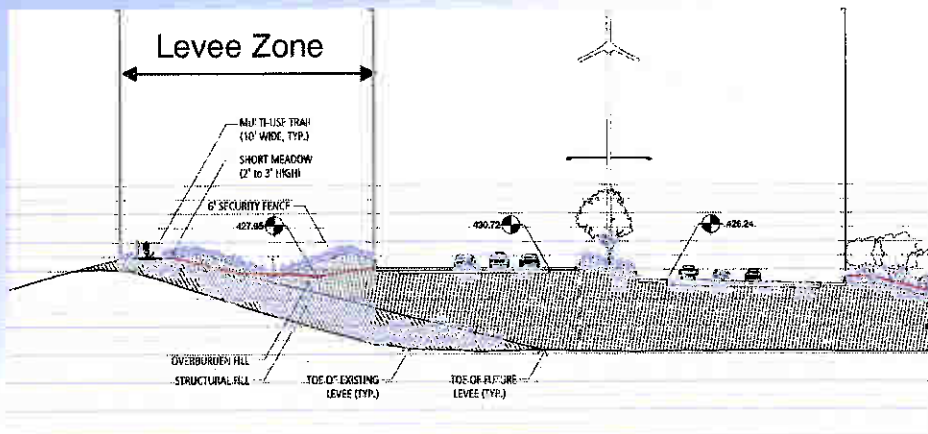 Levee Zone
MULTI-USE TRAIL
(10' WIDE, TYP.)
SHORT MEADOW
(2' to 3' HIGH)
6' SECURITY FENCE
427.95
430.72
426.24
OVERBURDEN FILL
STRUCTURAL FILL
TOE OF EXISTING
LEVEE (TYP.)
TOE OF FUTURE
LEVEE (TYP.)